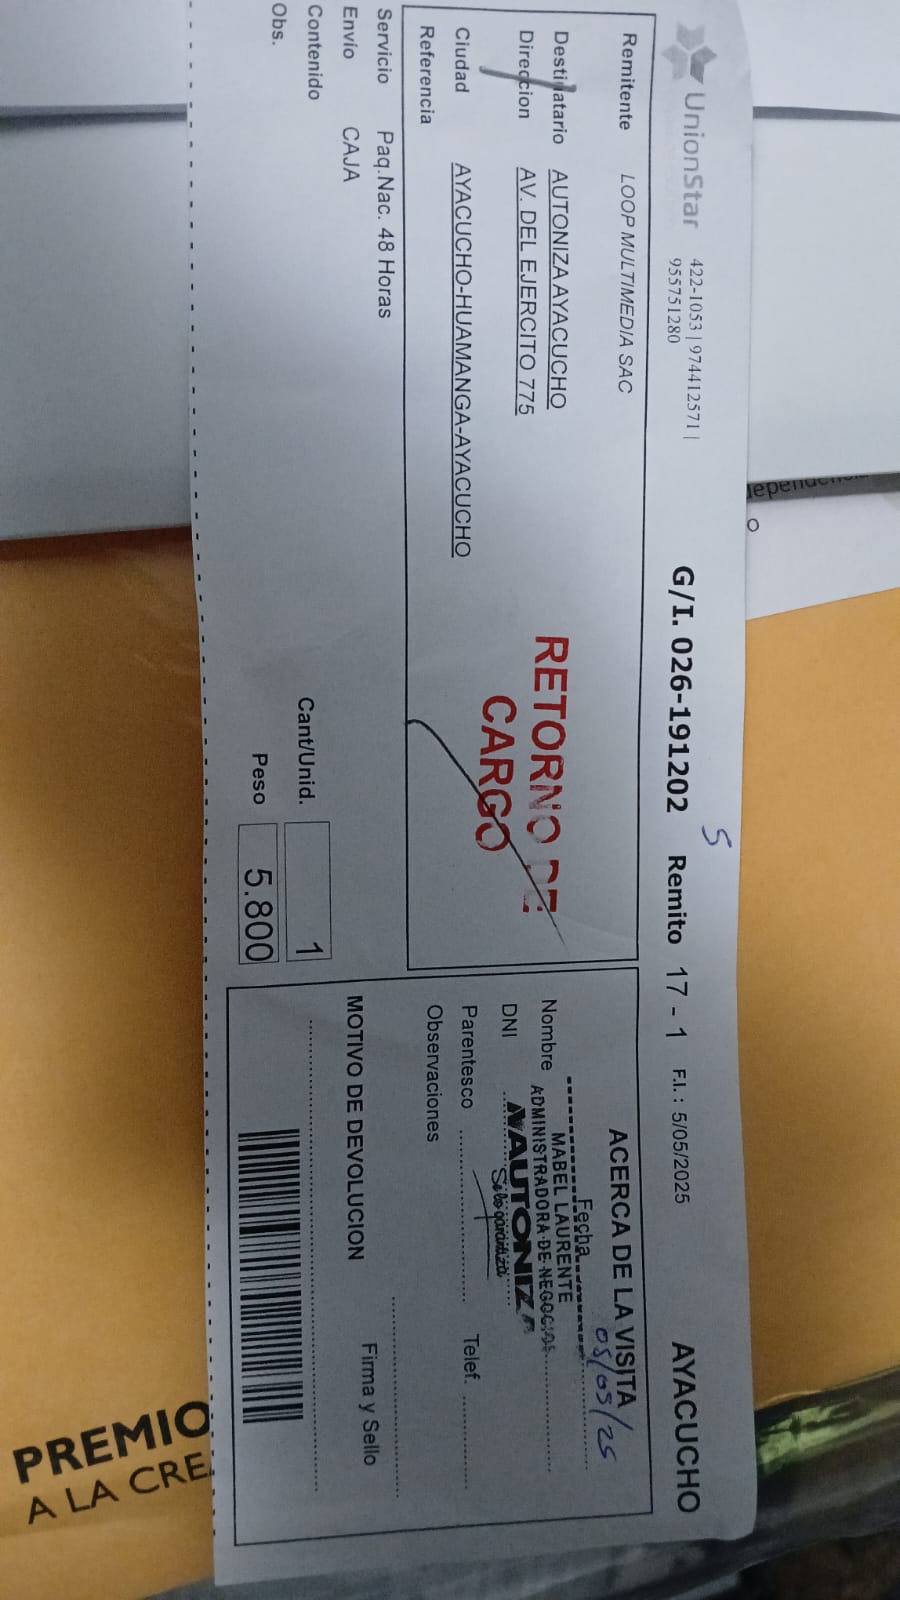 UnionStar
422-1053 | 974412571 |
955751280
G/I. 026-191202
5
Remito 17 - 1
F.I. : 5/05/2025
AYACUCHO
Remitente LOOP MULTIMEDIA SAC
Destinatario AUTONIZA AYACUCHO
Direccion AV. DEL EJERCITO 775
Ciudad AYACUCHO-HUAMANGA-AYACUCHO
Referencia
RETORNO DE
CARGO
Servicio Paq.Nac. 48 Horas
Envío CAJA
Contenido
Obs.
Cant/Unid. 1
Peso 5.800
ACERCA DE LA VISITA
Fecha 05/05/25
MABEL LAURENTE
Nombre ADMINISTRADORA DE NEGOCIOS
DNI AUTONIZA
Parentesco Telef.
Observaciones
Firma y Sello
MOTIVO DE DEVOLUCION
PREMIO
A LA CRE